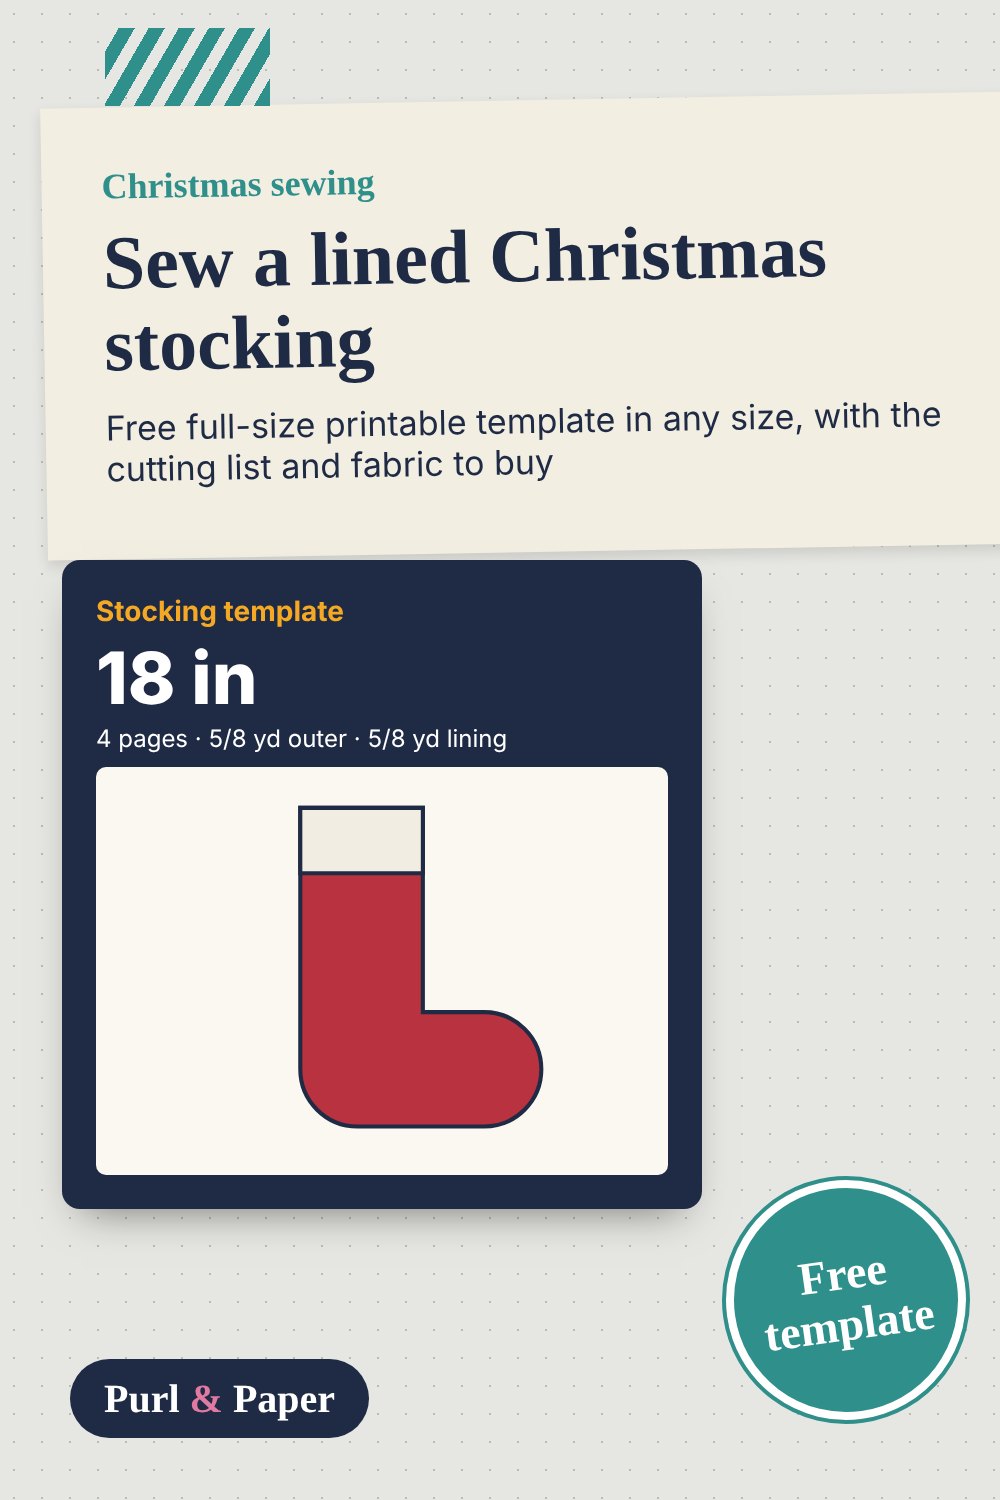 Christmas sewing
Sew a lined Christmas
stocking
Free full-size printable template in any size, with the
cutting list and fabric to buy
Stocking template
18 in
4 pages · 5/8 yd outer · 5/8 yd lining
Free
template
Purl & Paper